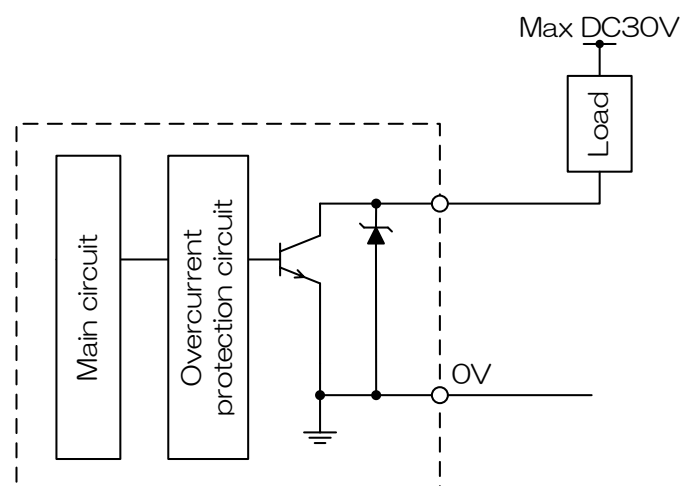 Max DC30V
Load
Main circuit
Overcurrent
protection circuit
0V